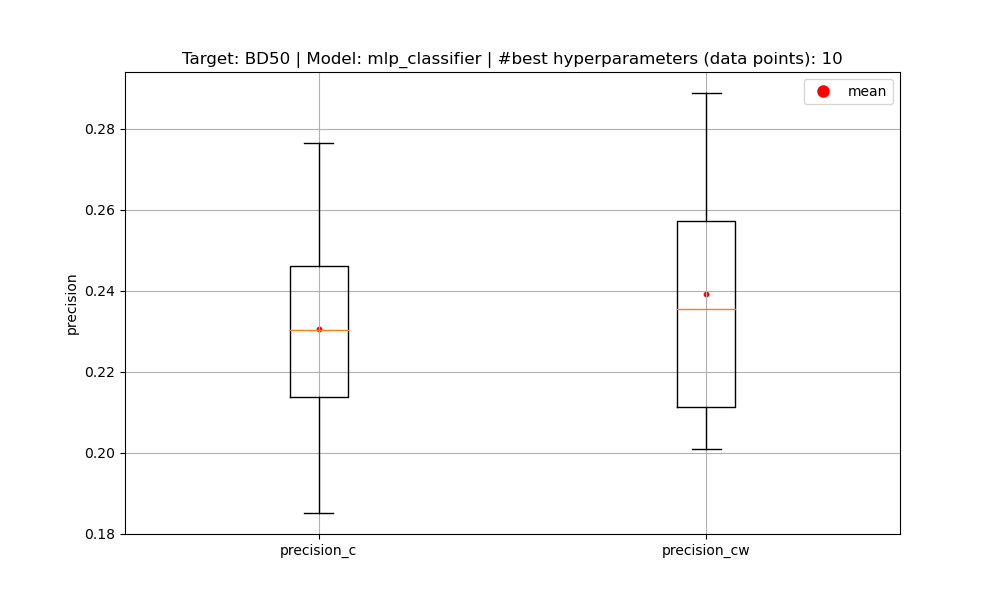 Target: BD50 | Model: mlp_classifier | #best hyperparameters (data points): 10
mean
0.28
0.26
0.24
0.22
0.20
0.18
precision
precision_c
precision_cw